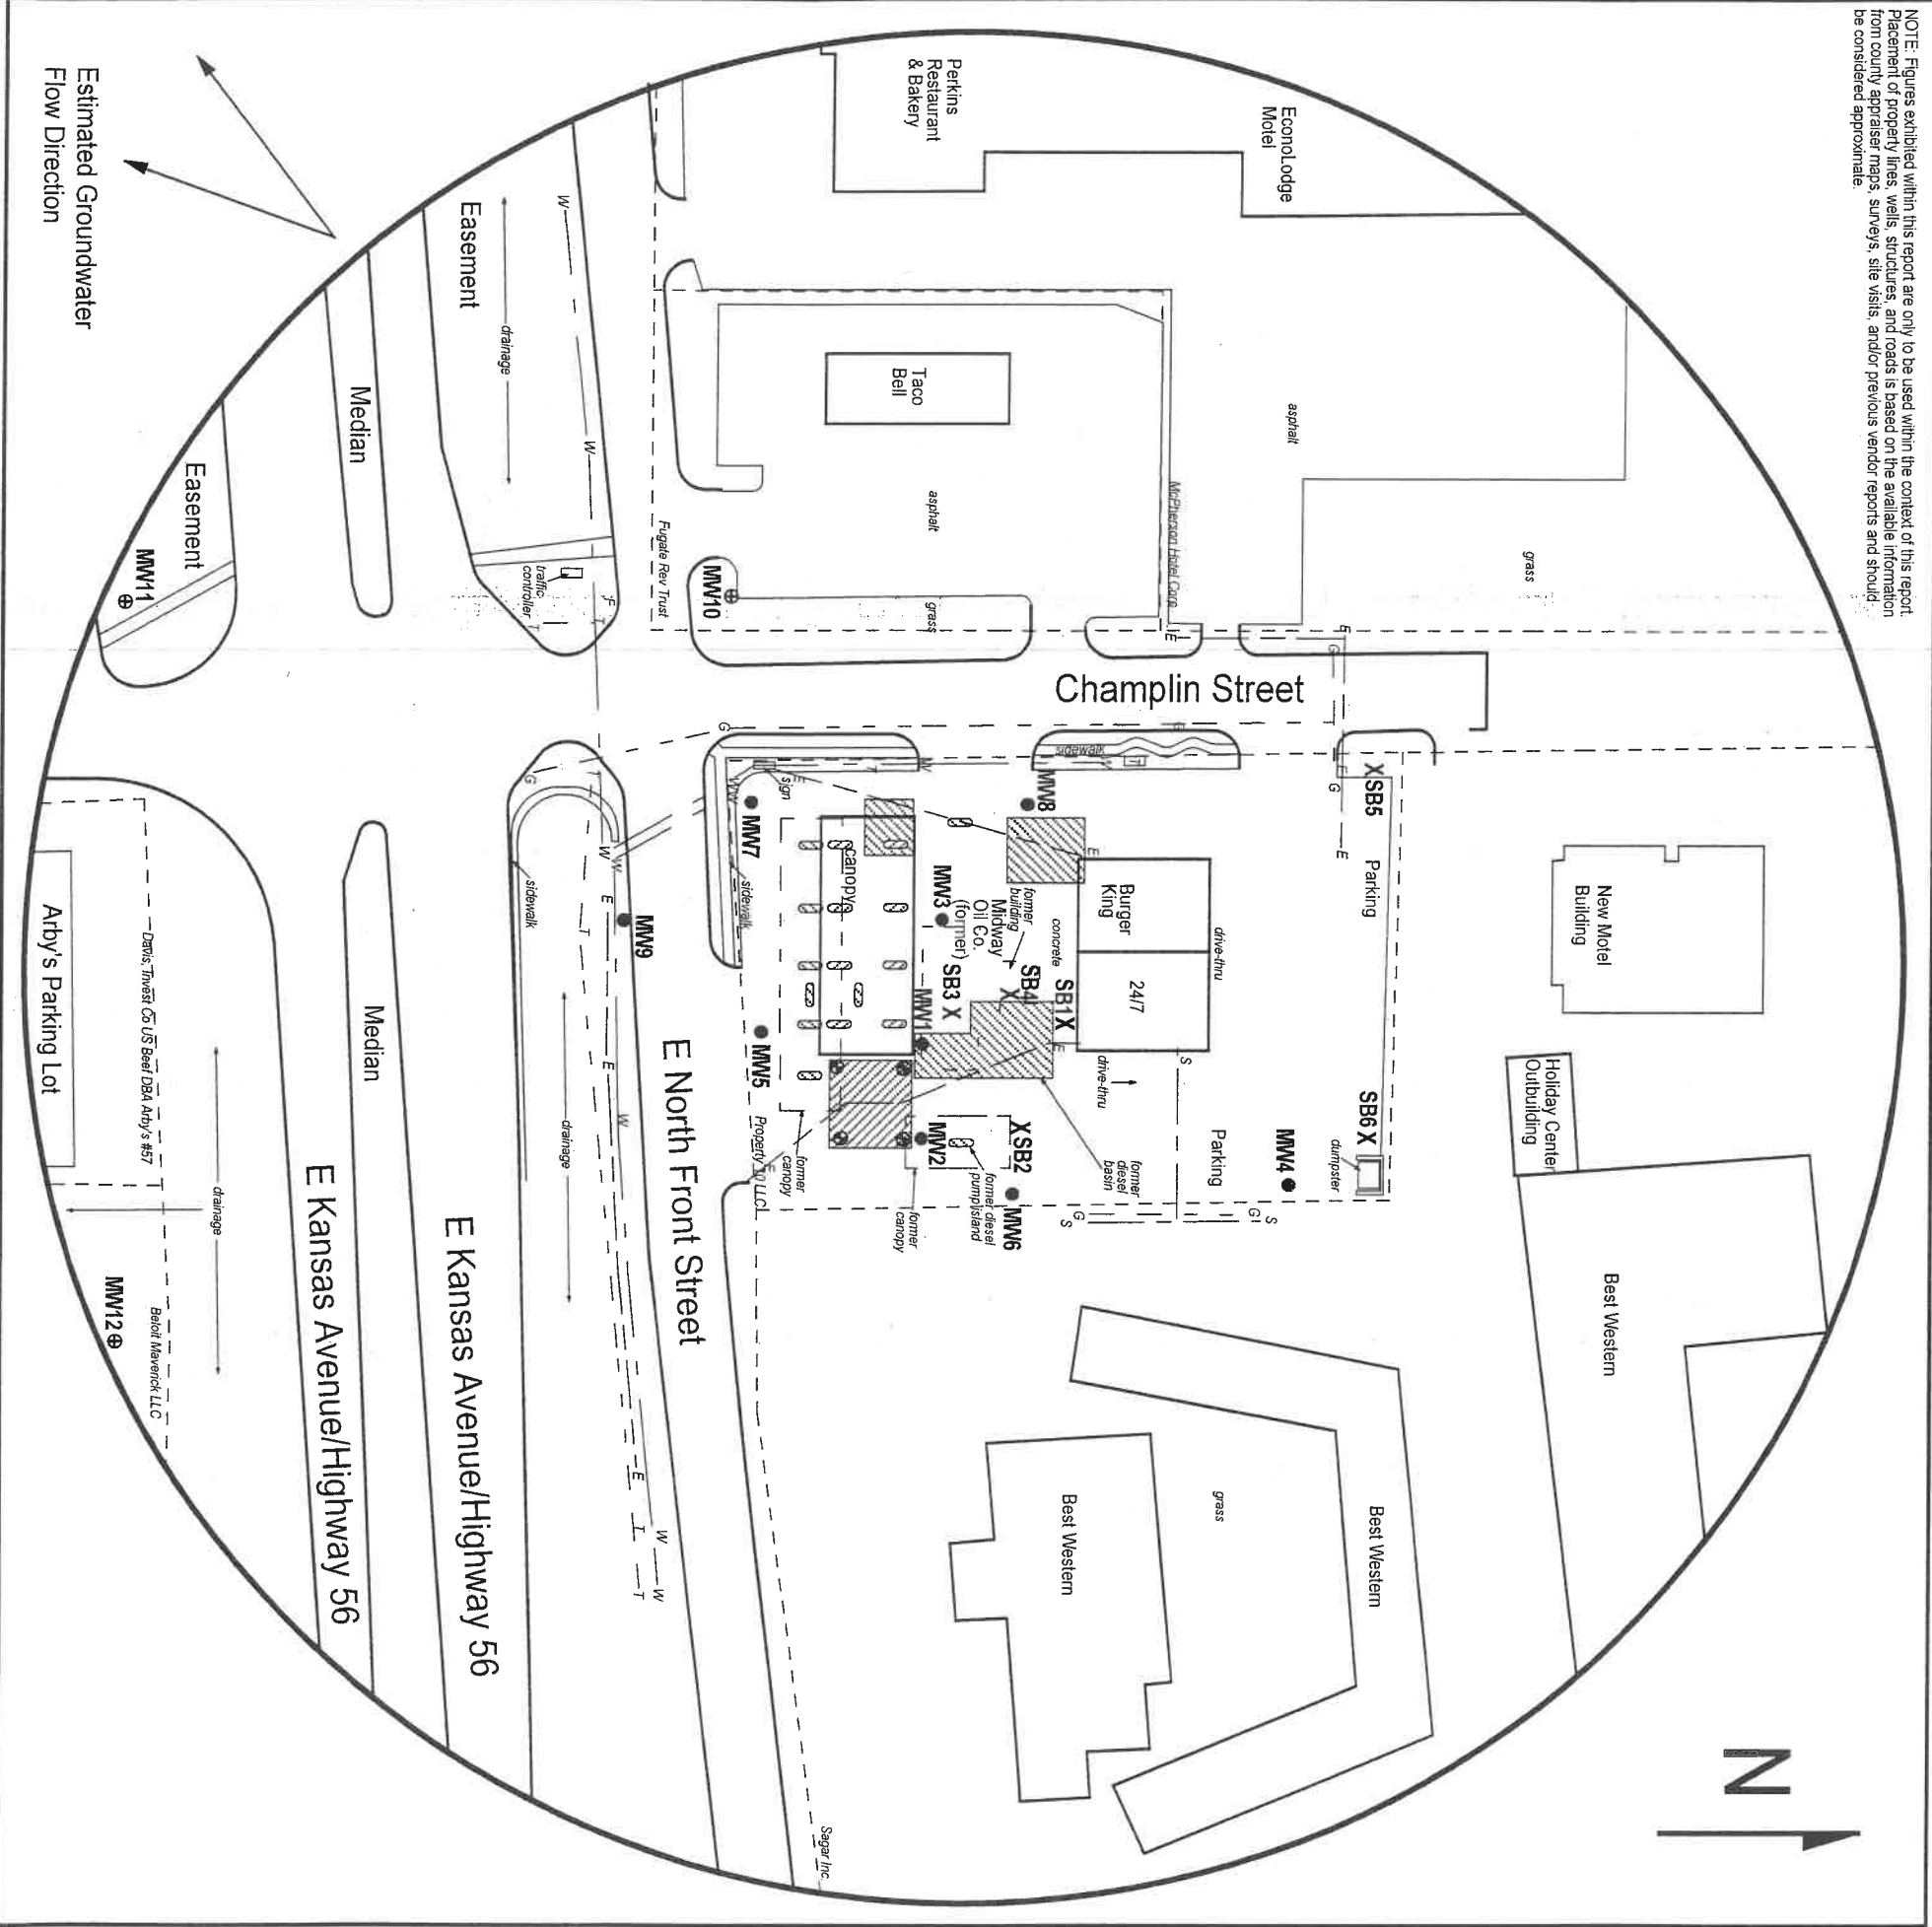 NOTE: Figures exhibited within this report are only to be used within the context of this report.
Placement of property lines, wells, structures, and roads is based on the available information
from county appraiser maps, surveys, site visits, and/or previous vendor reports and should
be considered approximate.
N
EconoLodge
Motel
Perkins
Restaurant
& Bakery
asphalt
grass
Taco
Bell
asphalt
McPherson Hotel Corp.
grass
MW10
Fugate Rev Trust
Easement
drainage
traffic
controller
Median
Easement
MW11
Estimated Groundwater
Flow Direction
Champlin Street
sidewalk
New Motel
Building
Holiday Center
Outbuilding
Best Western
XSB5
Parking
SB6X
dumpster
MW4
Parking
drive-thru
Burger
King
24/7
drive-thru
MW8
former
building
concrete
Midway
Oil Co.
(former)
MW3
SB1X
SB4
X
SB3 X
MW1
canopy
sign
MW7
sidewalk
MW5
MW2
XSB2
MW6
former
diesel
basin
former diesel
pump island
former
canopy
former
canopy
Property 10 LLC
Best Western
grass
Best Western
Sagar Inc.
E North Front Street
MW9
sidewalk
drainage
E Kansas Avenue/Highway 56
Median
E Kansas Avenue/Highway 56
drainage
Davis, Invest Co US Beef DBA Arby's #57
Beloit Maverick LLC
Arby's Parking Lot
MW12
W
W
F
T
T
E
E
G
E
G
E
G
E
G
G
T
W
W
E
E
E
S
S
G
G
S
G
T
W
W
E
T
E
W
E
T
W
W
T